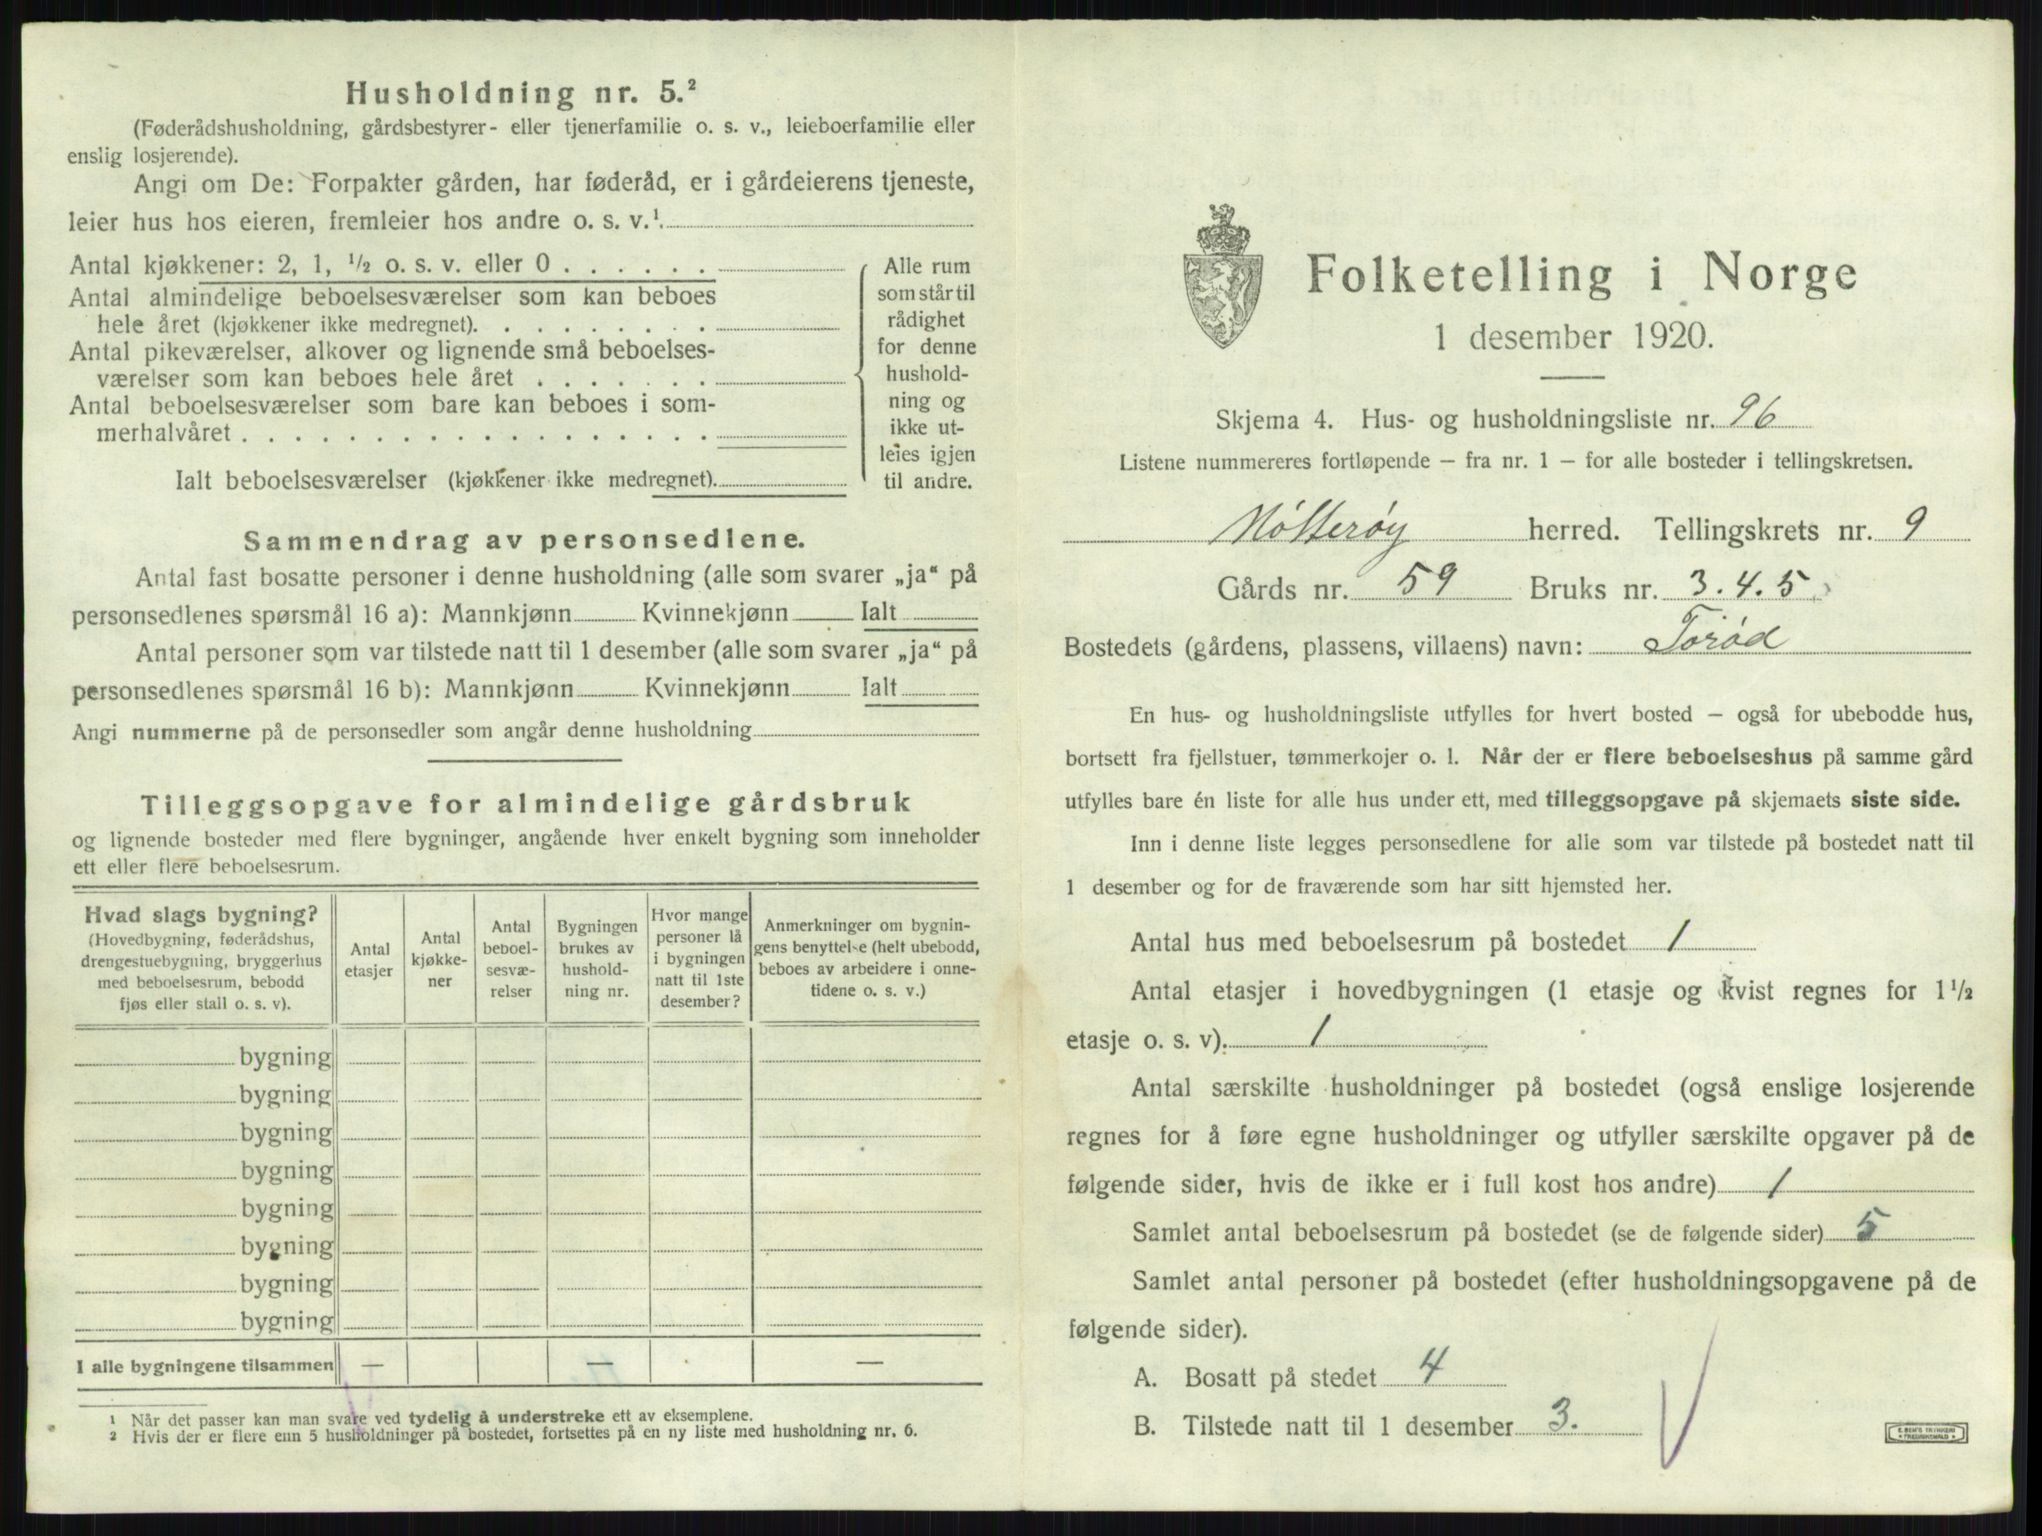 Husholdning nr. 5.²
(Føderådshusholdning, gårdsbestyrer- eller tjenerfamilie o. s. v., leieboerfamilie eller
enslig losjerende).
Angi om De: Forpakter gården, har føderåd, er i gårdeierens tjeneste,
leier hus hos eieren, fremleier hos andre o. s. v.¹.
Antal kjøkkener: 2, 1, ½ o. s. v. eller 0 . . . . . .
Antal almindelige beboelsesværelser som kan beboes
hele året (kjøkkener ikke medregnet). . . . . . . . .
Antal pikeværelser, alkover og lignende små beboelses-
værelser som kan beboes hele året . . . . . . .
Antal beboelsesværelser som bare kan beboes i som-
merhalvåret . . . . . . . . . . . . . . . . . .
Ialt beboelsesværelser (kjøkkener ikke medregnet).
Alle rum
som står til
rådighet
for denne
hushold-
ning og
ikke ut-
leies igjen
til andre.
Sammendrag av personsedlene.
Antal fast bosatte personer i denne husholdning (alle som svarer „ja“ på
personsedlenes spørsmål 16 a): Mannkjønn Kvinnekjønn Ialt
Antal personer som var tilstede natt til 1 desember (alle som svarer „ja“ på
personsedlenes spørsmål 16 b): Mannkjønn Kvinnekjønn Ialt
Angi nummerne på de personsedler som angår denne husholdning
Tilleggsopgave for almindelige gårdsbruk
og lignende bosteder med flere bygninger, angående hver enkelt bygning som inneholder
ett eller flere beboelsesrum.
Hvad slags bygning?
(Hovedbygning, føderådshus,
drengestuebygning, bryggerhus
med beboelsesrum, bebodd
fjøs eller stall o. s. v).
Antal
etasjer
Antal
kjøkke-
ner
Antal
beboel-
sesvæ-
relser
Bygningen
brukes av
hushold-
ning nr.
Hvor mange
personer lå
i bygningen
natt til 1ste
desember?
Anmerkninger om bygnin-
gens benyttelse (helt ubebodd,
beboes av arbeidere i onne-
tidene o. s. v.)
bygning
bygning
bygning
bygning
bygning
bygning
bygning
bygning
I alle bygningene tilsammen — — —
¹ Når det passer kan man svare ved tydelig å understreke ett av eksemplene.
² Hvis der er flere enn 5 husholdninger på bostedet, fortsettes på en ny liste med husholdning nr. 6.
Folketelling i Norge
1 desember 1920.
Skjema 4. Hus- og husholdningsliste nr. 96
Listene nummereres fortløpende – fra nr. 1 – for alle bosteder i tellingskretsen.
Nøtterøy herred. Tellingskrets nr. 9
Gårds nr. 59 Bruks nr. 3.4.5
Bostedets (gårdens, plassens, villaens) navn: Torød
En hus- og husholdningsliste utfylles for hvert bosted – også for ubebodde hus,
bortsett fra fjellstuer, tømmerkojer o. l. Når der er flere beboelseshus på samme gård
utfylles bare én liste for alle hus under ett, med tilleggsopgave på skjemaets siste side.
Inn i denne liste legges personsedlene for alle som var tilstede på bostedet natt til
1 desember og for de fraværende som har sitt hjemsted her.
Antal hus med beboelsesrum på bostedet 1
Antal etasjer i hovedbygningen (1 etasje og kvist regnes for 1½
etasje o. s. v). 1
Antal særskilte husholdninger på bostedet (også enslige losjerende
regnes for å føre egne husholdninger og utfyller særskilte opgaver på de
følgende sider, hvis de ikke er i full kost hos andre) 1
Samlet antal beboelsesrum på bostedet (se de følgende sider) 5
Samlet antal personer på bostedet (efter husholdningsopgavene på de
følgende sider).
A. Bosatt på stedet 4
B. Tilstede natt til 1 desember 3.